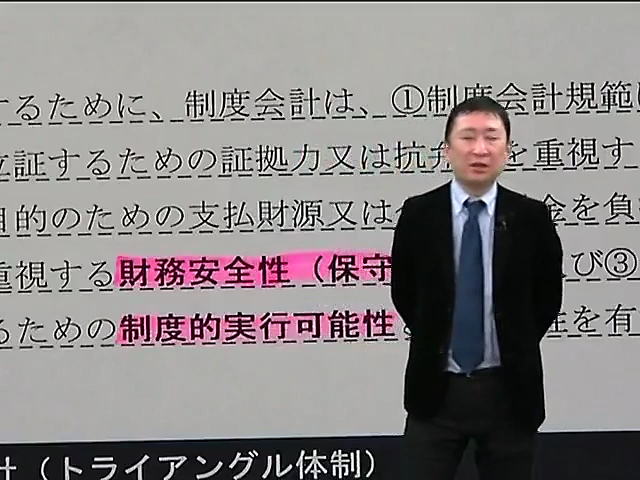 するために、制度会計は、①制度会計規範に
立証するための証拠力又は抗弁 を重視す
目的のための支払財源又は 金を負
重視する財務安全性（保守 び③
るための制度的実行可能性 性を有
計（トライアングル体制）